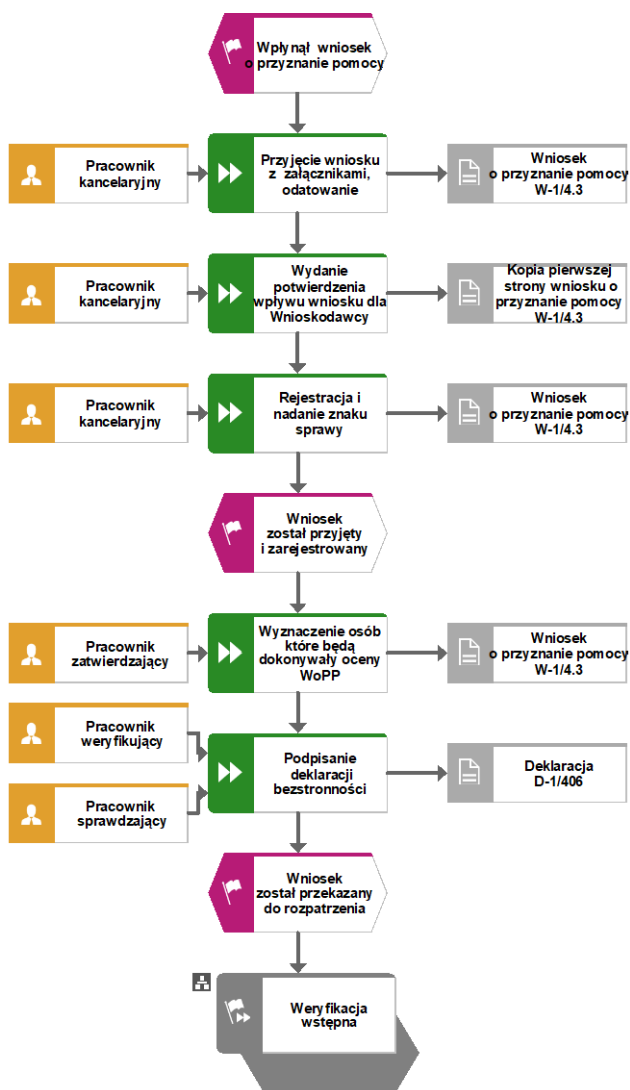 Wpłynął wniosek
o przyznanie pomocy
Pracownik
kancelaryjny
Przyjęcie wniosku
z załącznikami,
odatowanie
Wniosek
o przyznanie pomocy
W-1/4.3
Pracownik
kancelaryjny
Wydanie
potwierdzenia
wpływu wniosku dla
Wnioskodawcy
Kopia pierwszej
strony wniosku o
przyznanie pomocy
W-1/4.3
Pracownik
kancelaryjny
Rejestracja i
nadanie znaku
sprawy
Wniosek
o przyznanie pomocy
W-1/4.3
Wniosek
został przyjęty
i zarejestrowany
Pracownik
zatwierdzający
Wyznaczenie osób
które będą
dokonywały oceny
WoPP
Wniosek
o przyznanie pomocy
W-1/4.3
Pracownik
weryfikujący
Pracownik
sprawdzający
Podpisanie
deklaracji
bezstronności
Deklaracja
D-1/406
Wniosek
został przekazany
do rozpatrzenia
Weryfikacja
wstępna